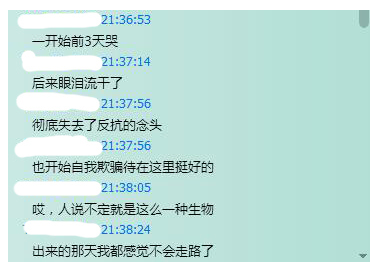 21:36:53
一开始前3天哭
21:37:14
后来眼泪流干了
21:37:56
彻底失去了反抗的念头
21:37:56
也开始自我欺骗待在这里挺好的
21:38:05
哎，人说不定就是这么一种生物
21:38:24
出来的那天我都感觉不会走路了